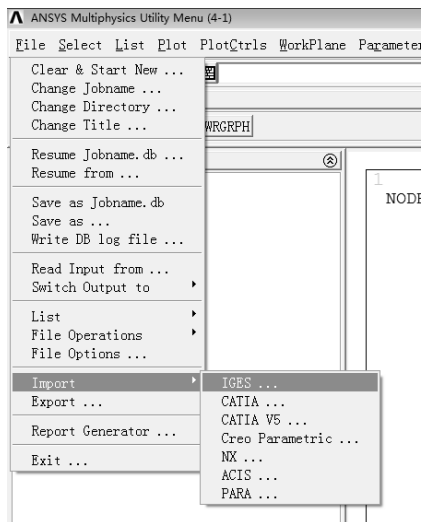 ANSYS Multiphysics Utility Menu (4-1)
File Select List Plot PlotCtrls WorkPlane Parameter
Clear & Start New ...
Change Jobname ...
Change Directory ...
Change Title ...
WRGRPH
Resume Jobname.db ...
Resume from ...
1
NODE
Save as Jobname.db
Save as ...
Write DB log file ...
Read Input from ...
Switch Output to
List
File Operations
File Options ...
Import
Export ...
Report Generator ...
Exit ...
IGES ...
CATIA ...
CATIA V5 ...
Creo Parametric ...
NX ...
ACIS ...
PARA ...